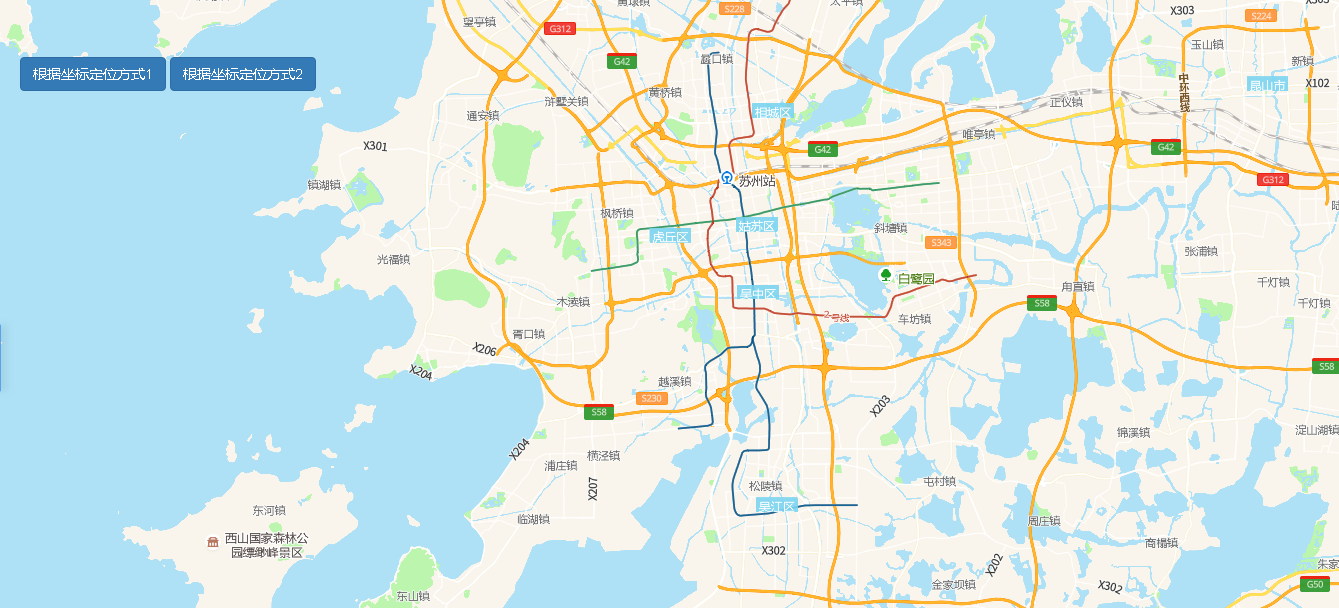 黄埭镇
太平镇
X303
X303
S228
S224
望亭镇
G312
玉山镇
G42
蠡口镇
新镇
根据坐标定位方式1
根据坐标定位方式2
中环西线
昆山市
X102
黄桥镇
浒墅关镇
正仪镇
相城区
通安镇
唯亭镇
X301
G42
G42
镇湖镇
苏州站
G312
枫桥镇
姑苏区
斜塘镇
虎丘区
S343
张浦镇
光福镇
白鹭园
千灯镇
甪直镇
吴中区
木渎镇
S58
千灯镇
2号线
车坊镇
胥口镇
X206
S58
X204
越溪镇
S230
X203
S58
锦溪镇
淀山湖镇
X204
横泾镇
浦庄镇
屯村镇
松陵镇
X207
吴江区
东河镇
临湖镇
周庄镇
西山国家森林公
园缥缈峰景区
商榻镇
X302
X202
朱家
金家坝镇
X302
G50
东山镇